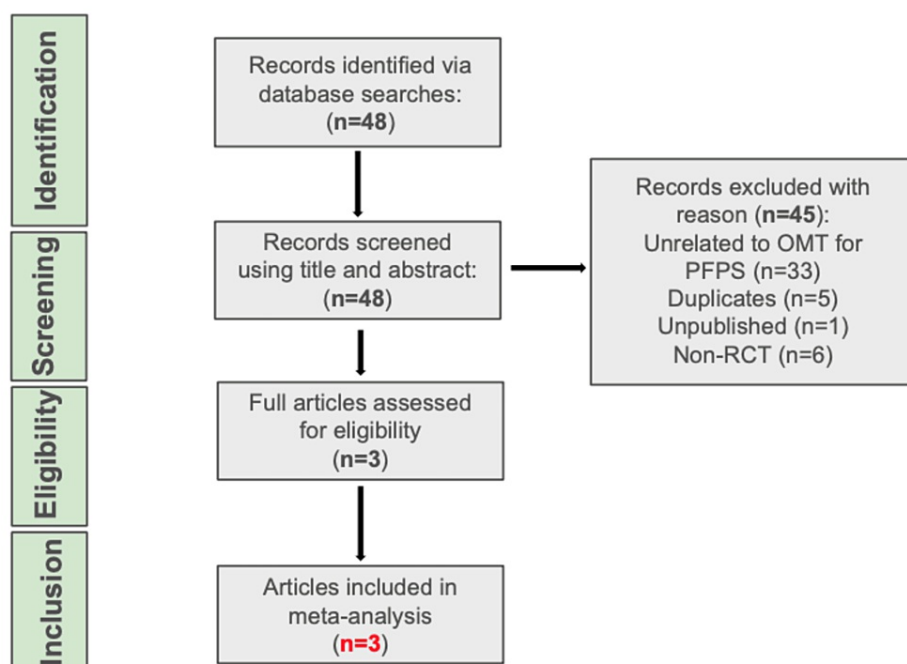 Identification
Records identified via
database searches:
(n=48)
Screening
Records screened
using title and abstract:
(n=48)
Records excluded with
reason (n=45):
Unrelated to OMT for
PFPS (n=33)
Duplicates (n=5)
Unpublished (n=1)
Non-RCT (n=6)
Eligibility
Full articles assessed
for eligibility
(n=3)
Inclusion
Articles included in
meta-analysis
(n=3)